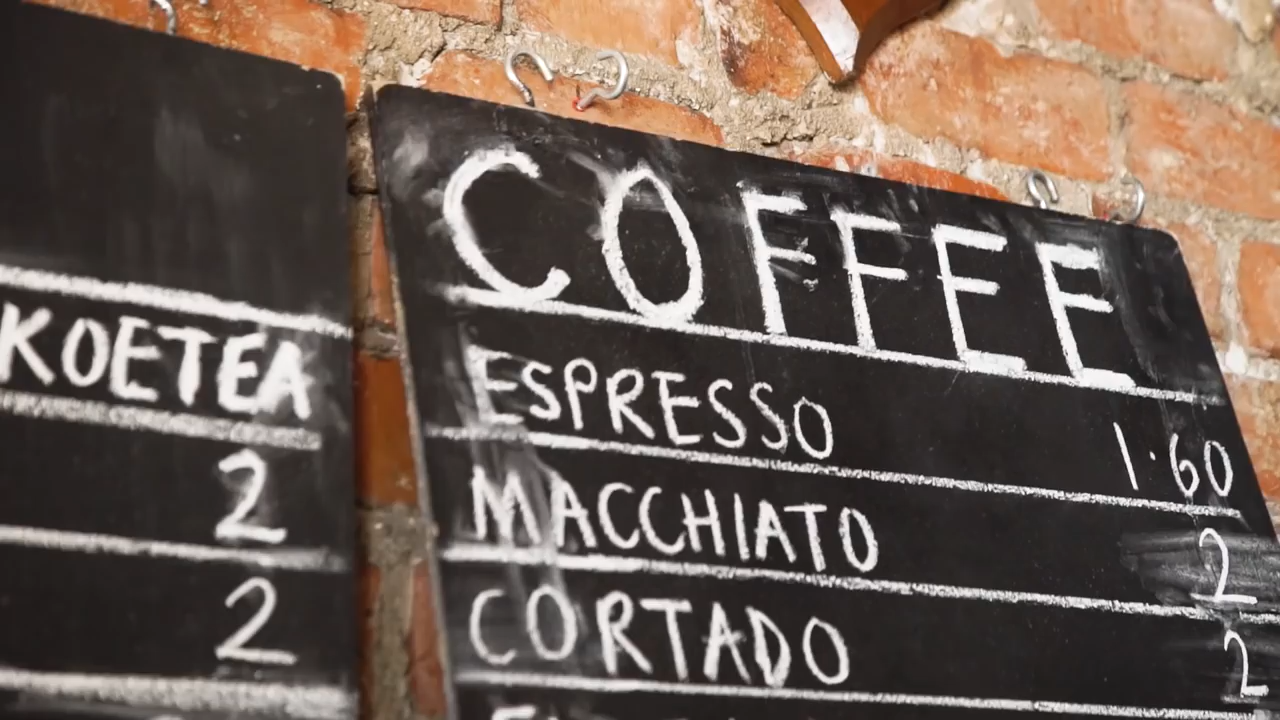 KOETEA
2
2
COFFEE
ESPRESSO 1.60
MACCHIATO 2
CORTADO 2